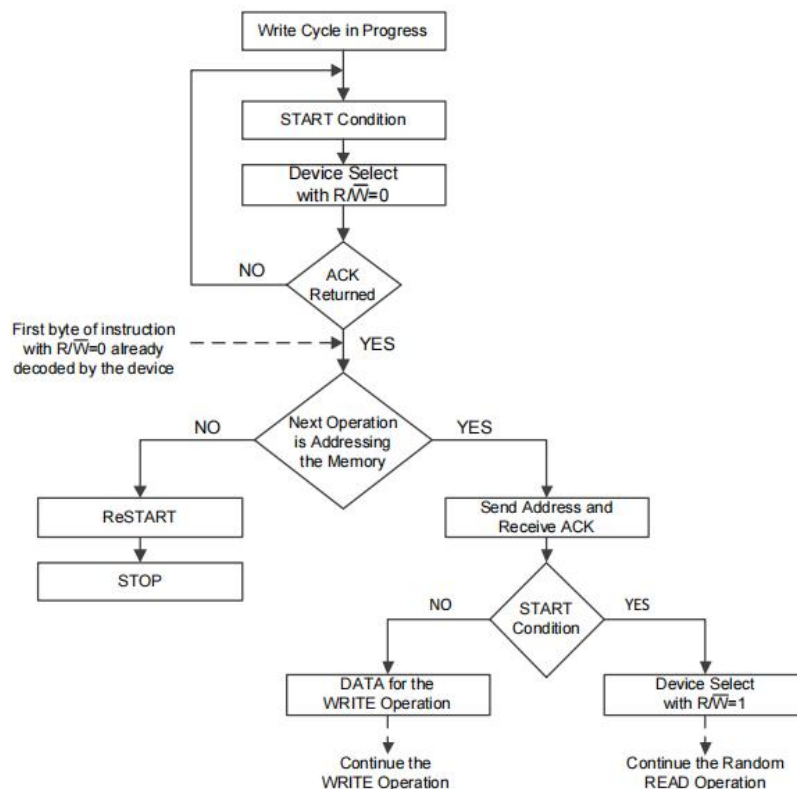 Write Cycle in Progress
START Condition
Device Select
with R/W̅=0
NO
ACK
Returned
First byte of instruction
with R/W̅=0 already
decoded by the device
YES
Next Operation
is Addressing
the Memory
NO
YES
ReSTART
Send Address and
Receive ACK
STOP
NO
START
Condition
YES
DATA for the
WRITE Operation
Device Select
with R/W̅=1
Continue the
WRITE Operation
Continue the Random
READ Operation